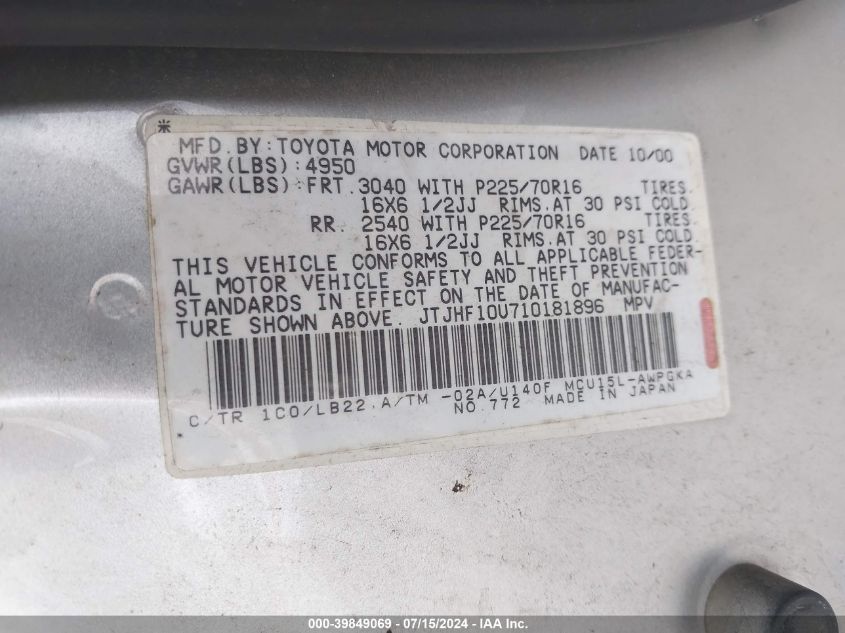 MFD.BY:TOYOTA MOTOR CORPORATION DATE 10/00
GVWR(LBS):4950
GAWR(LBS):FRT.3040 WITH P225/70R16 TIRES.
16X6 1/2JJ RIMS.AT 30 PSI COLD
RR. 2540 WITH P225/70R16 TIRES.
16X6 1/2JJ RIMS.AT 30 PSI COLD
THIS VEHICLE CONFORMS TO ALL APPLICABLE FEDER-
AL MOTOR VEHICLE SAFETY AND THEFT PREVENTION
STANDARDS IN EFFECT ON THE DATE OF MANUFAC-
TURE SHOWN ABOVE. JTJHF10U710181896 MPV
C/TR 1C0/LB22 A/TM -02A/U140F MCU15L-AWPGKA
NO.772 MADE IN JAPAN
000-39849069 - 07/15/2024 - IAA Inc.